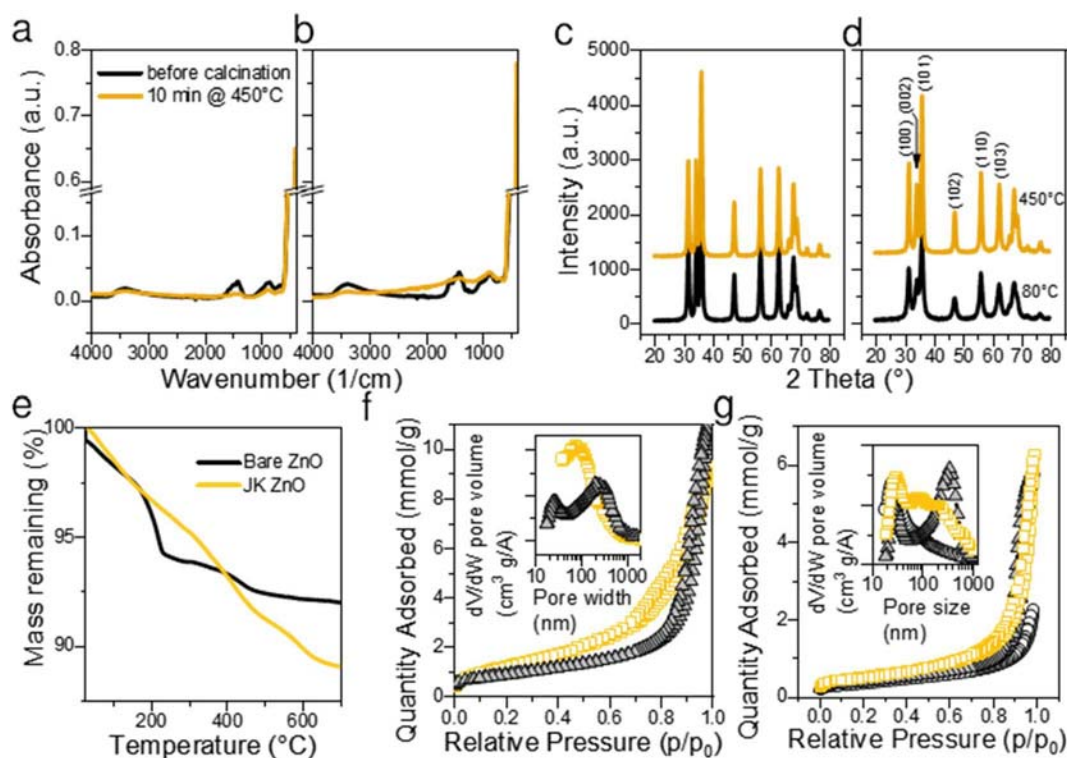 a
b
0.8
0.7
0.6
0.1
0.0
Absorbance (a.u.)
before calcination
10 min @ 450°C
4000 3000 2000 1000
4000 3000 2000 1000
Wavenumber (1/cm)
c
d
5000
4000
3000
2000
1000
0
Intensity (a.u.)
(100)
(002)
(101)
(102)
(110)
(103)
450°C
80°C
20 30 40 50 60 70 80
20 30 40 50 60 70 80
2 Theta (°)
e
100
95
90
Mass remaining (%)
Bare ZnO
JK ZnO
200 400 600
Temperature (°C)
f
10
8
6
4
2
0
Quantity Adsorbed (mmol/g)
dV/dW pore volume
(cm³ g/A)
10 100 1000
Pore width
(nm)
0.0 0.2 0.4 0.6 0.8 1.0
Relative Pressure (p/p₀)
g
6
4
2
0
Quantity Adsorbed (mmol/g)
dV/dW pore volume
(cm³ g/A)
10 100 1000
Pore size
(nm)
0.0 0.2 0.4 0.6 0.8 1.0
Relative Pressure (p/p₀)